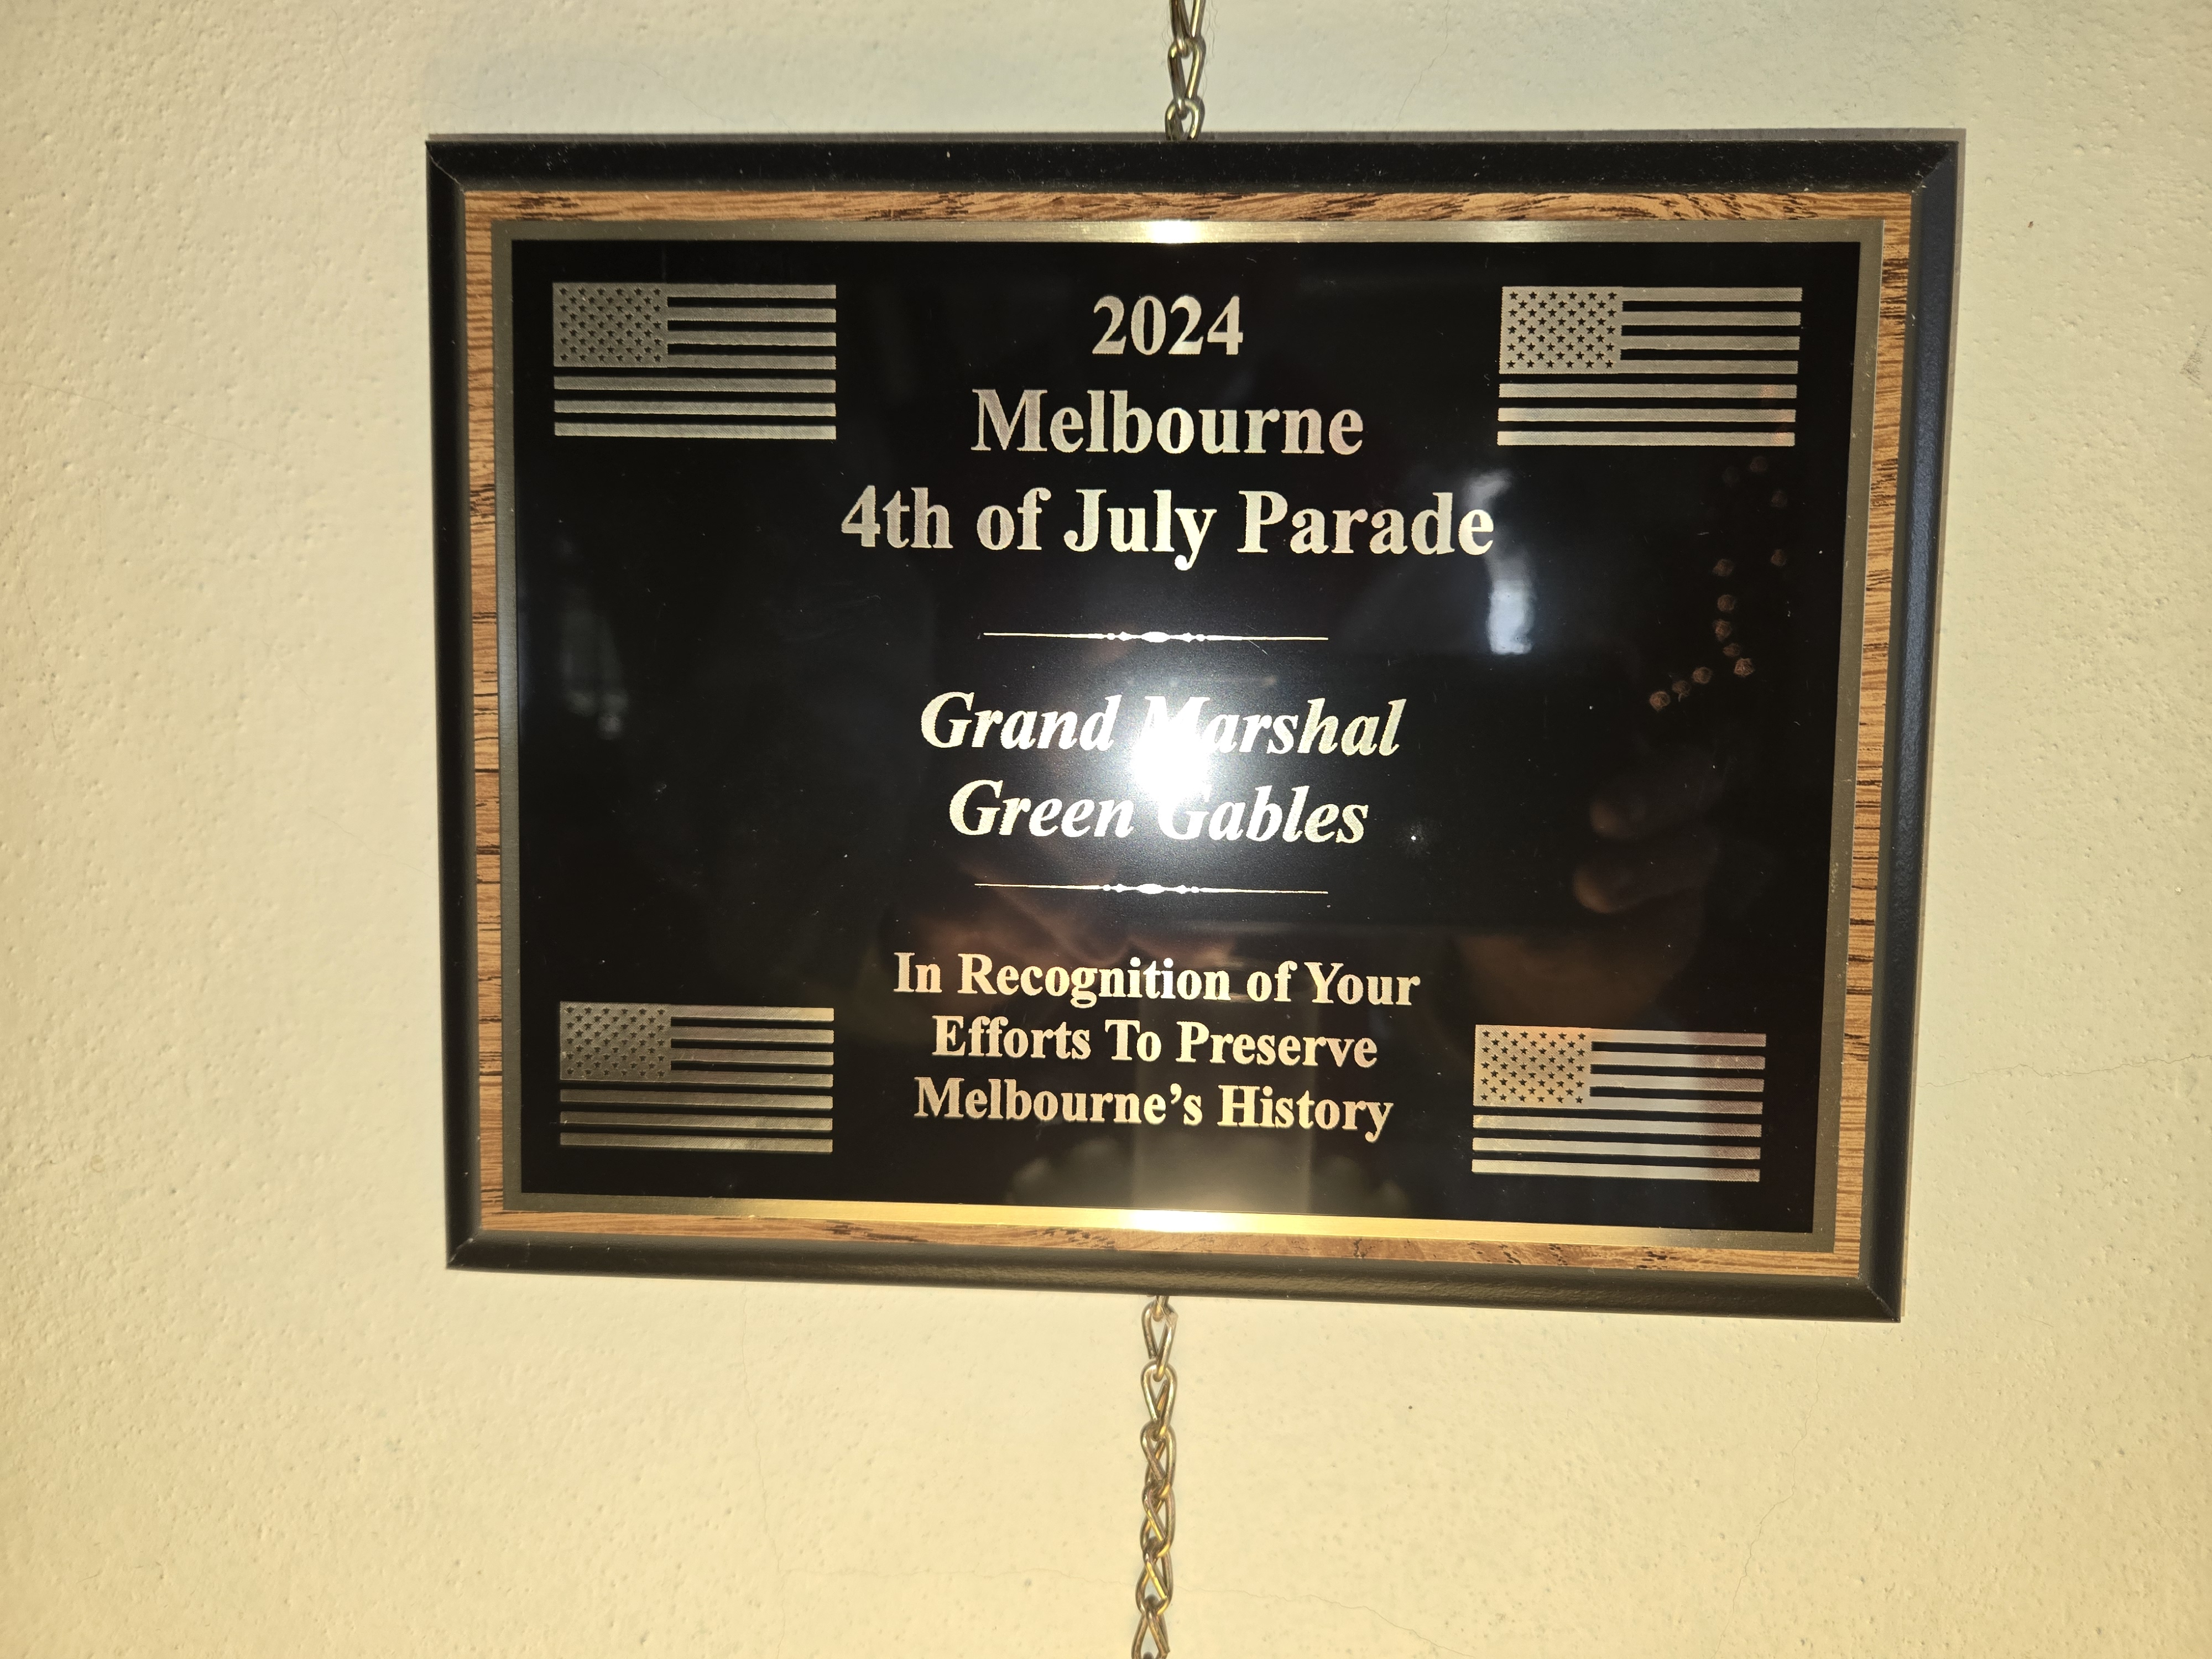 2024
Melbourne
4th of July Parade
Grand Marshal
Green Gables
In Recognition of Your
Efforts To Preserve
Melbourne’s History